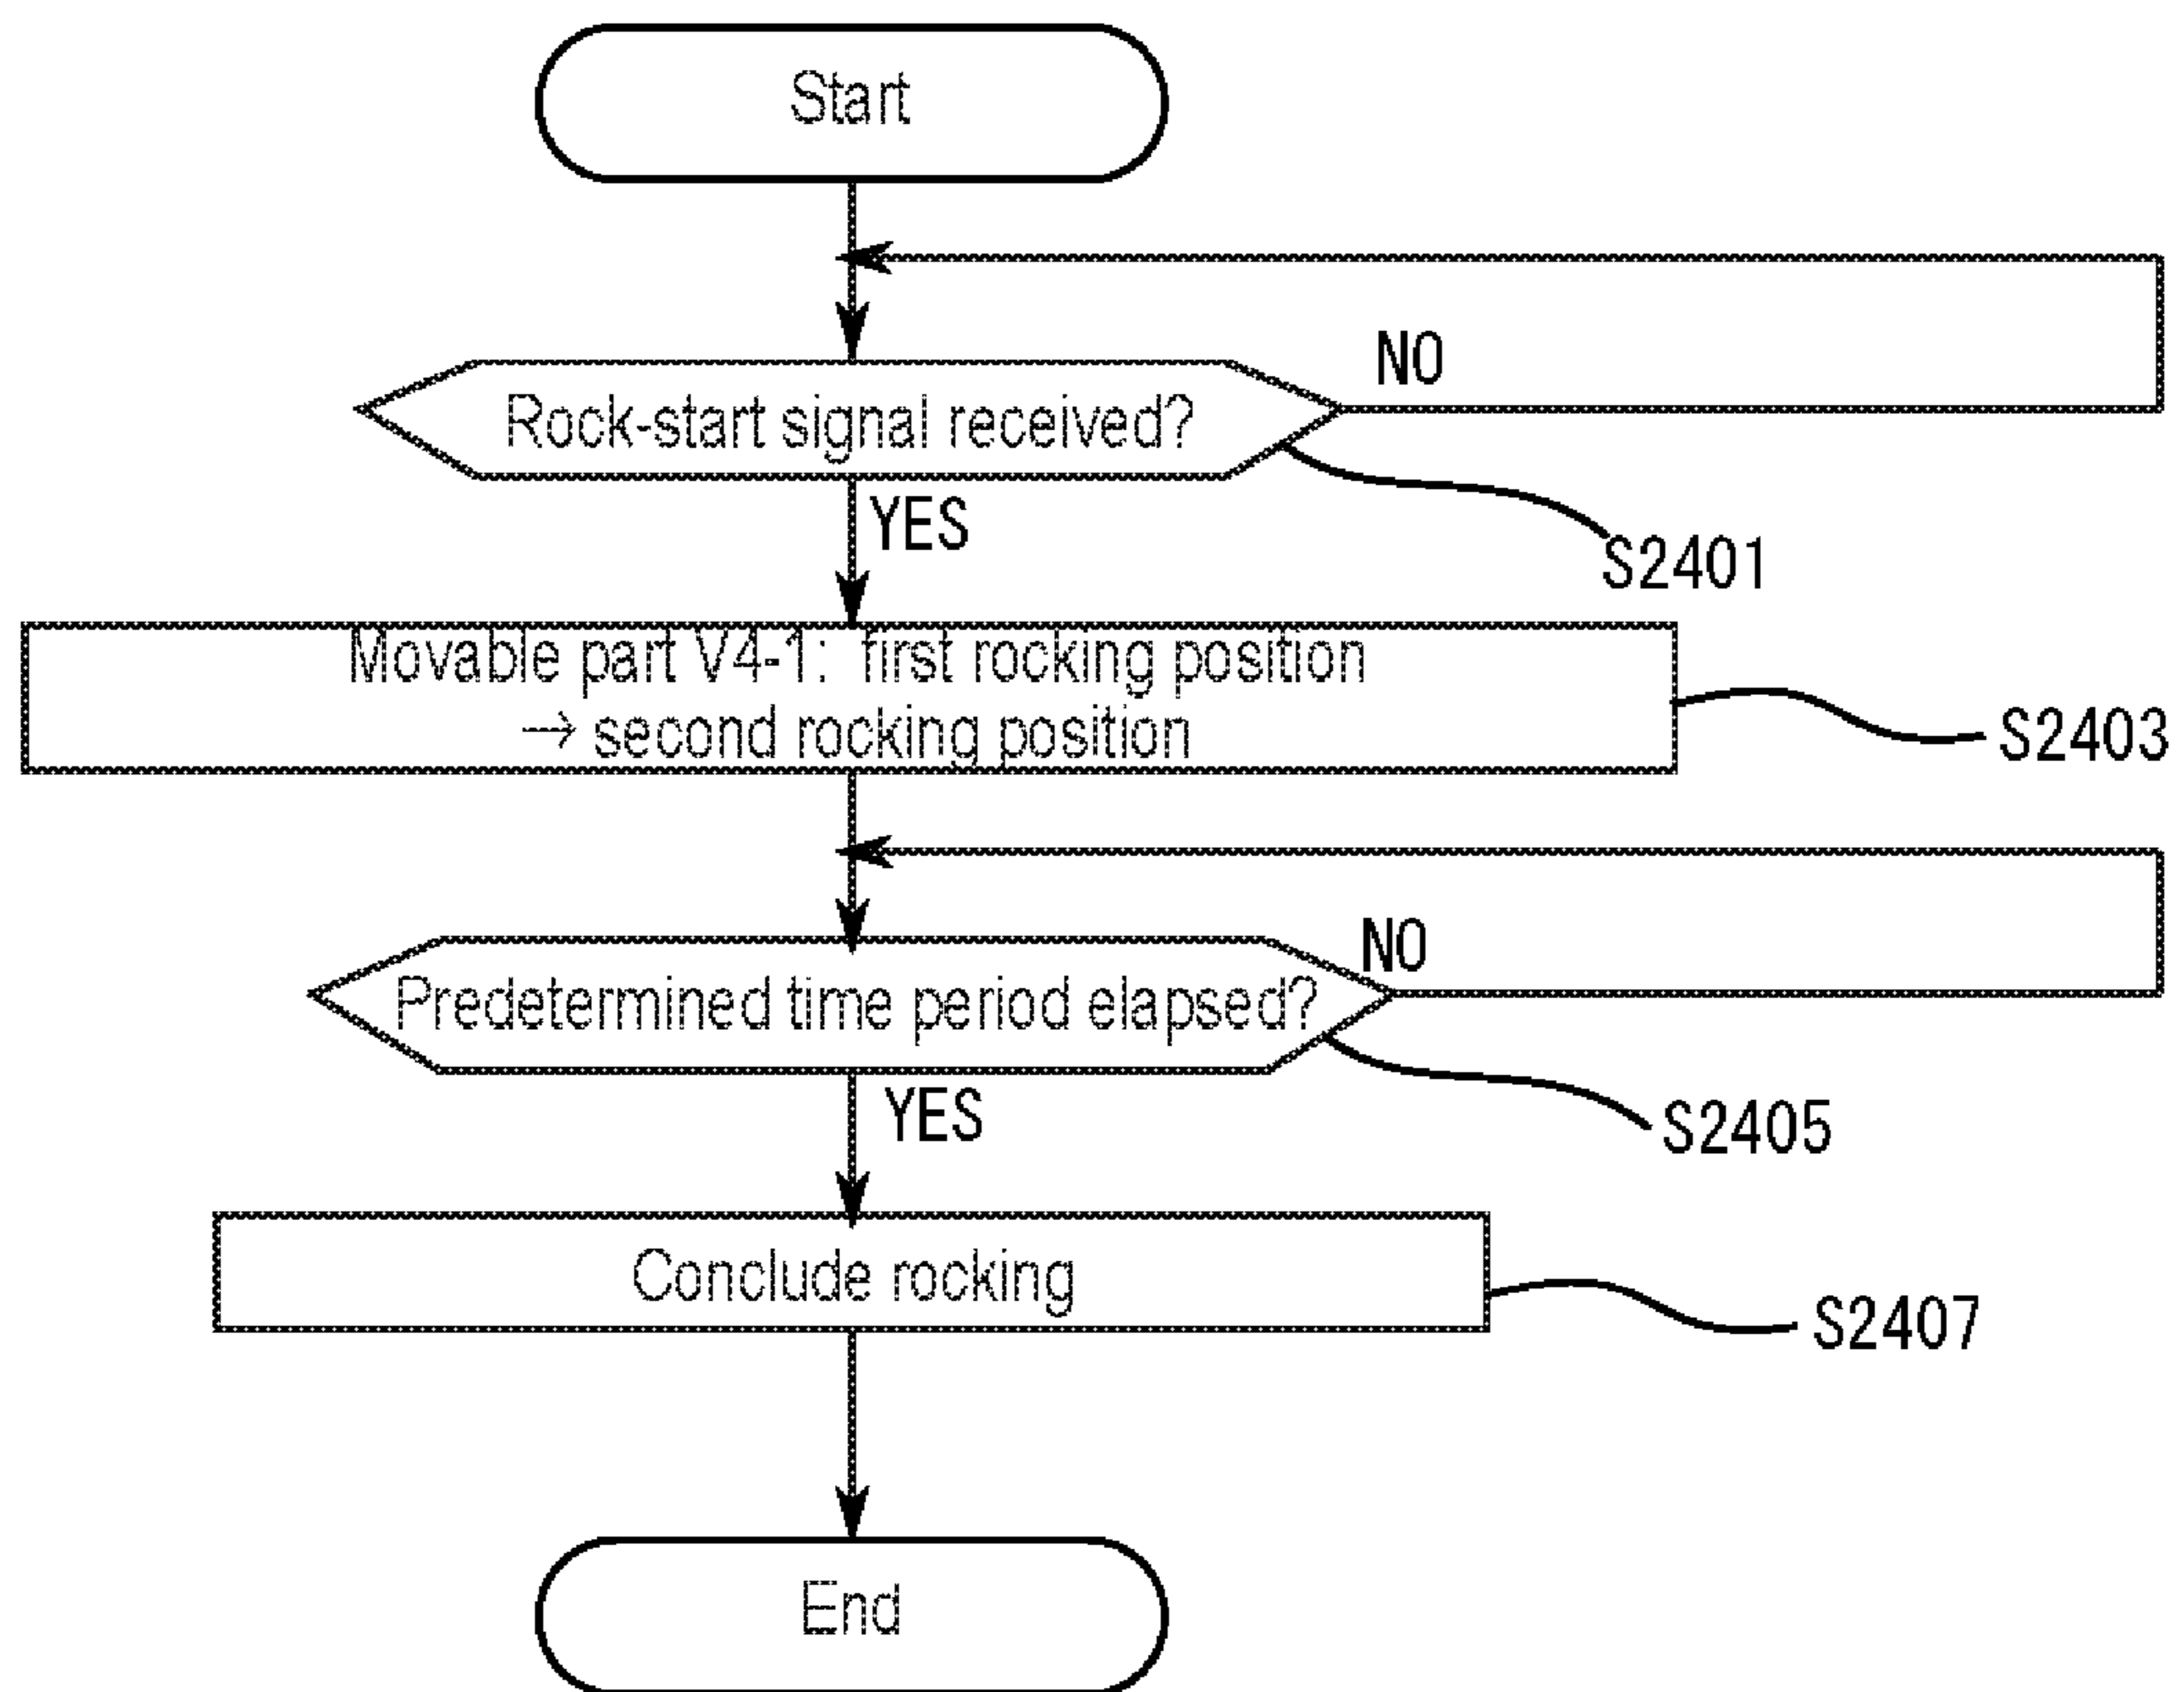 Start
NO
Rock-start signal received?
YES
S2401
Movable part V4-1: first rocking position
→ second rocking position
S2403
NO
Predetermined time period elapsed?
YES
S2405
Conclude rocking
S2407
End